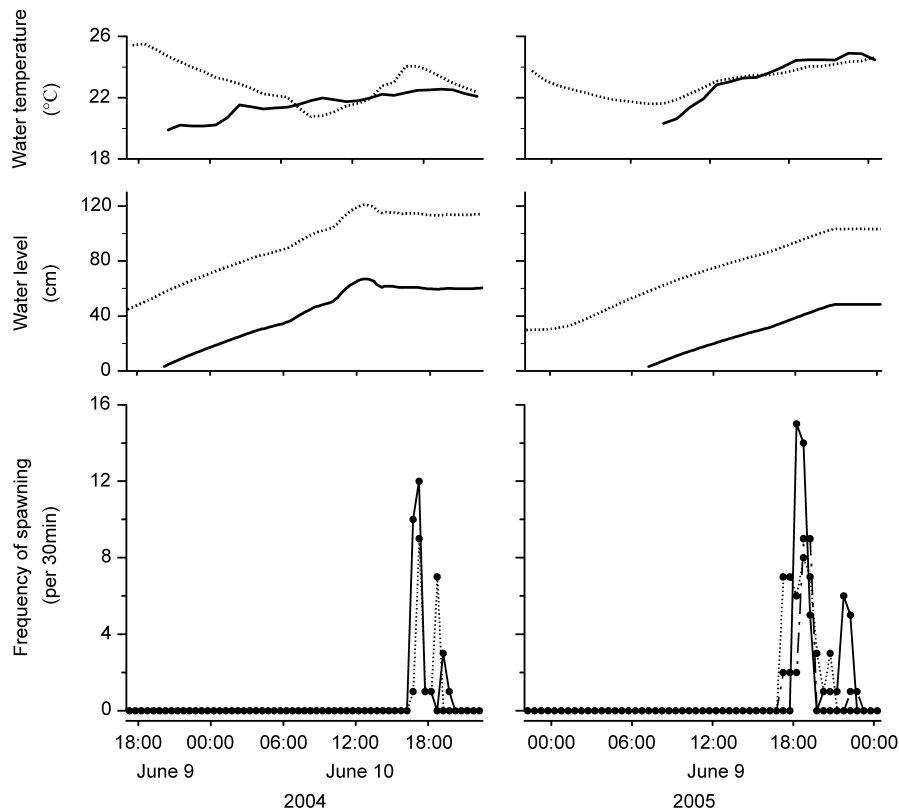 Water temperature
(°C)
26
22
18
Water level
(cm)
120
80
40
0
Frequency of spawning
(per 30min)
16
12
8
4
0
18:00 00:00 06:00 12:00 18:00
00:00 06:00 12:00 18:00 00:00
June 9 June 10
June 9
2004
2005